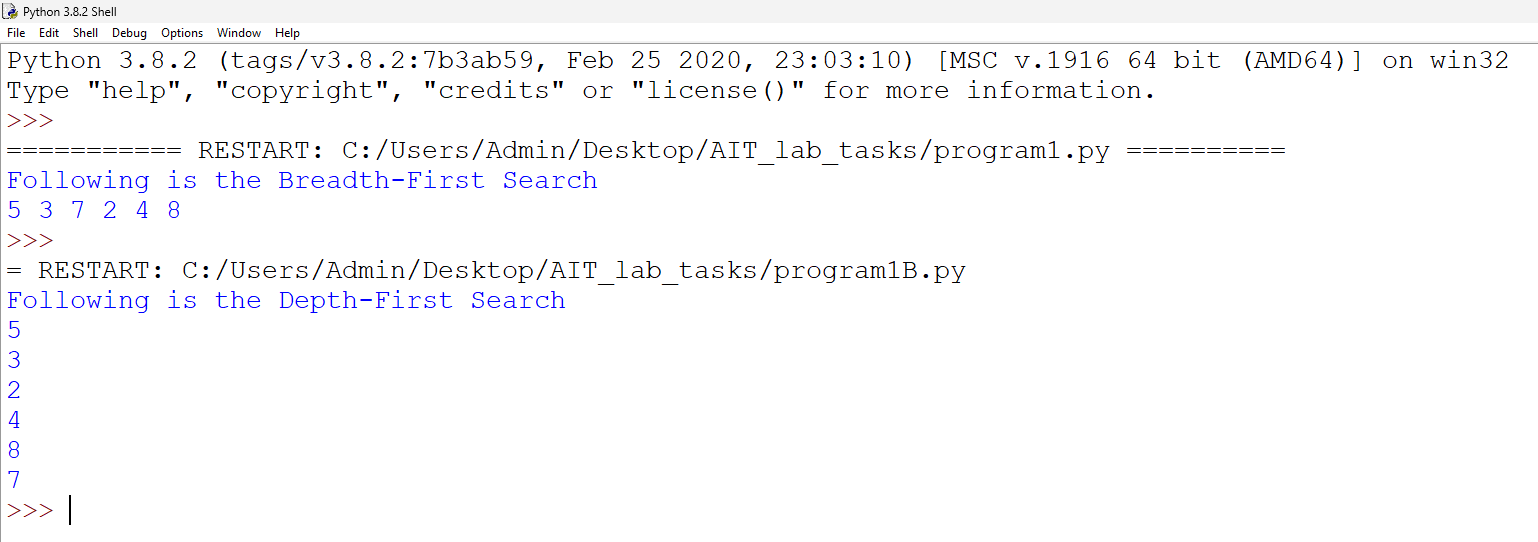 Python 3.8.2 Shell
File Edit Shell Debug Options Window Help
Python 3.8.2 (tags/v3.8.2:7b3ab59, Feb 25 2020, 23:03:10) [MSC v.1916 64 bit (AMD64)] on win32
Type "help", "copyright", "credits" or "license()" for more information.
>>>
=========== RESTART: C:/Users/Admin/Desktop/AIT_lab_tasks/program1.py ==========
Following is the Breadth-First Search
5 3 7 2 4 8
>>>
= RESTART: C:/Users/Admin/Desktop/AIT_lab_tasks/program1B.py
Following is the Depth-First Search
5
3
2
4
8
7
>>>